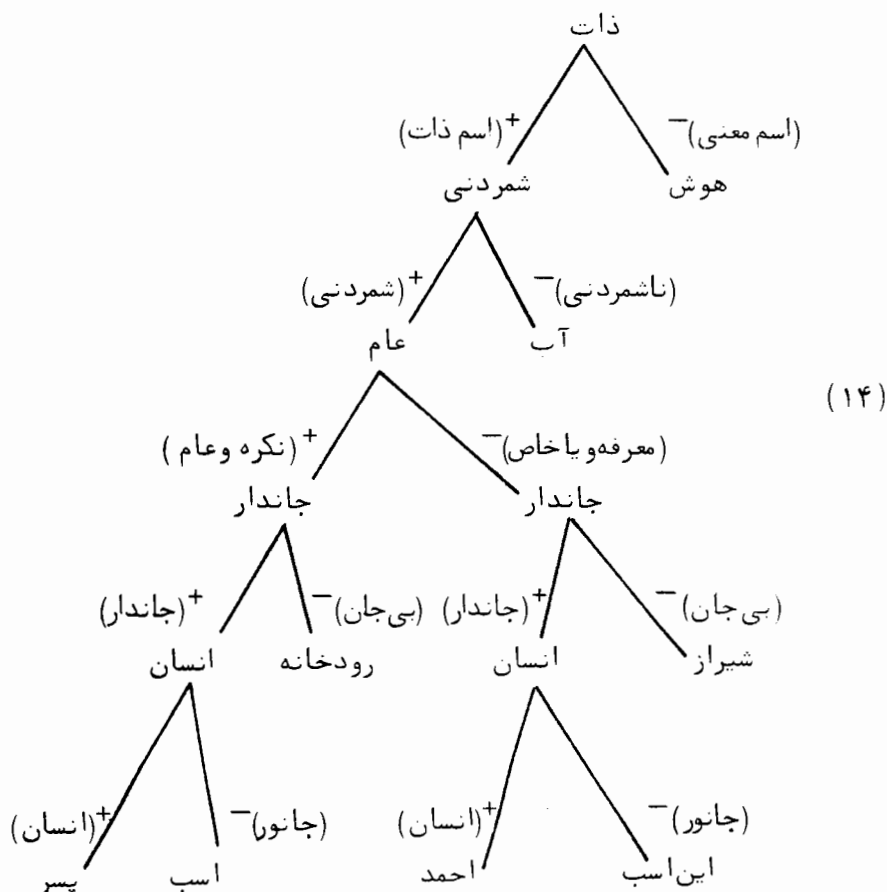 ذات
(اسم ذات)+ −(اسم معنی)
شمردنی هوش
(شمردنی)+ −(ناشمردنی)
عام آب
(۱۴)
(نکره و عام)+ −(معرفه و یا خاص)
جاندار جاندار
(جاندار)+ −(بی‌جان) (جاندار)+ −(بی‌جان)
انسان رودخانه انسان شیراز
(انسان)+ −(جانور) (انسان)+ −(جانور)
پسر اسب احمد این اسب